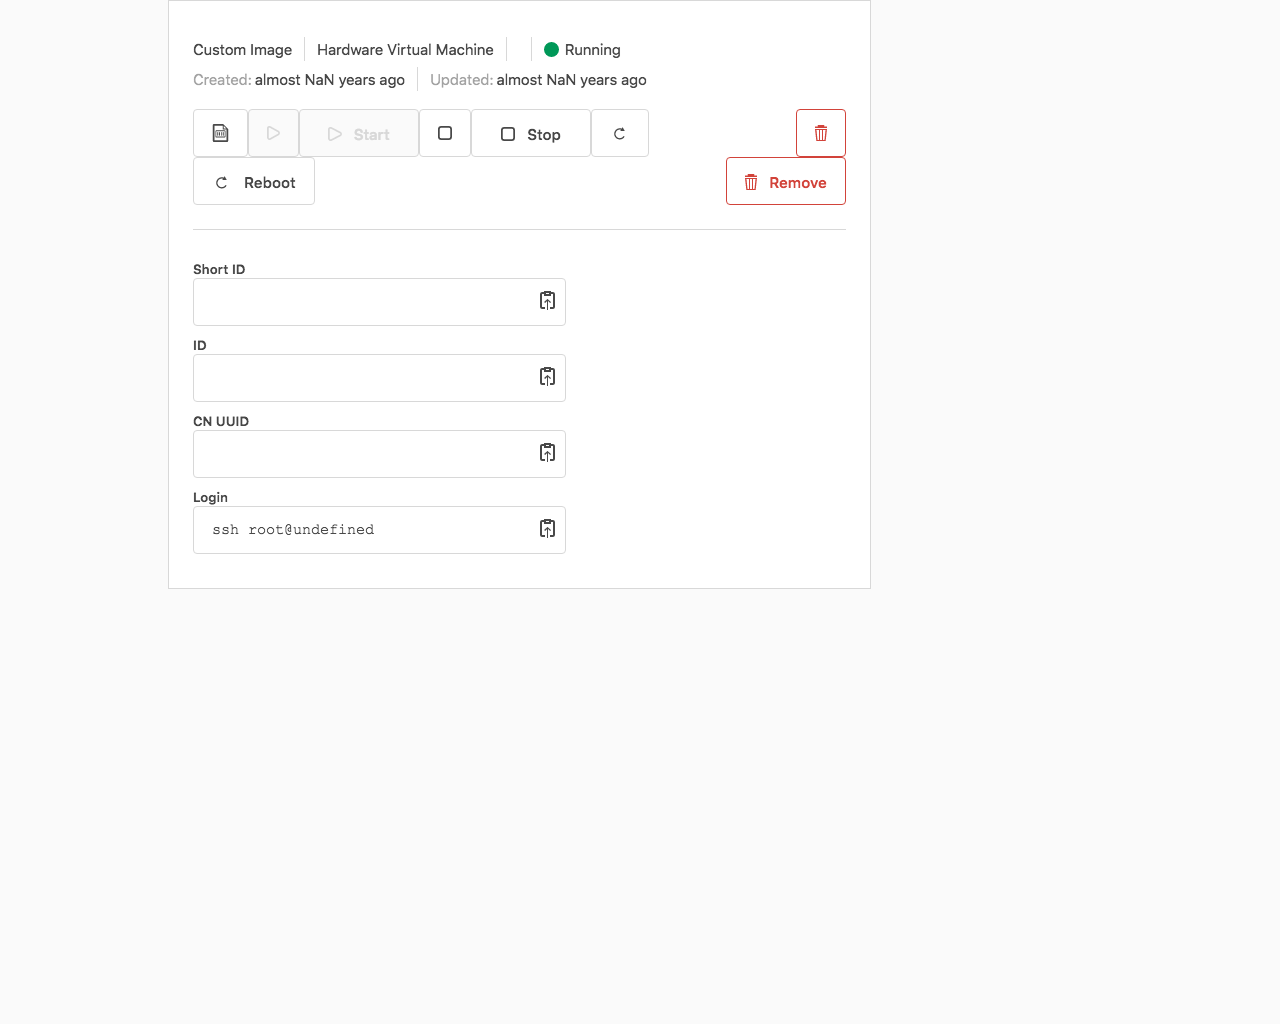 Custom Image Hardware Virtual Machine Running
Created: almost NaN years ago Updated: almost NaN years ago
Start Stop
Reboot Remove
Short ID
ID
CN UUID
Login
ssh root@undefined